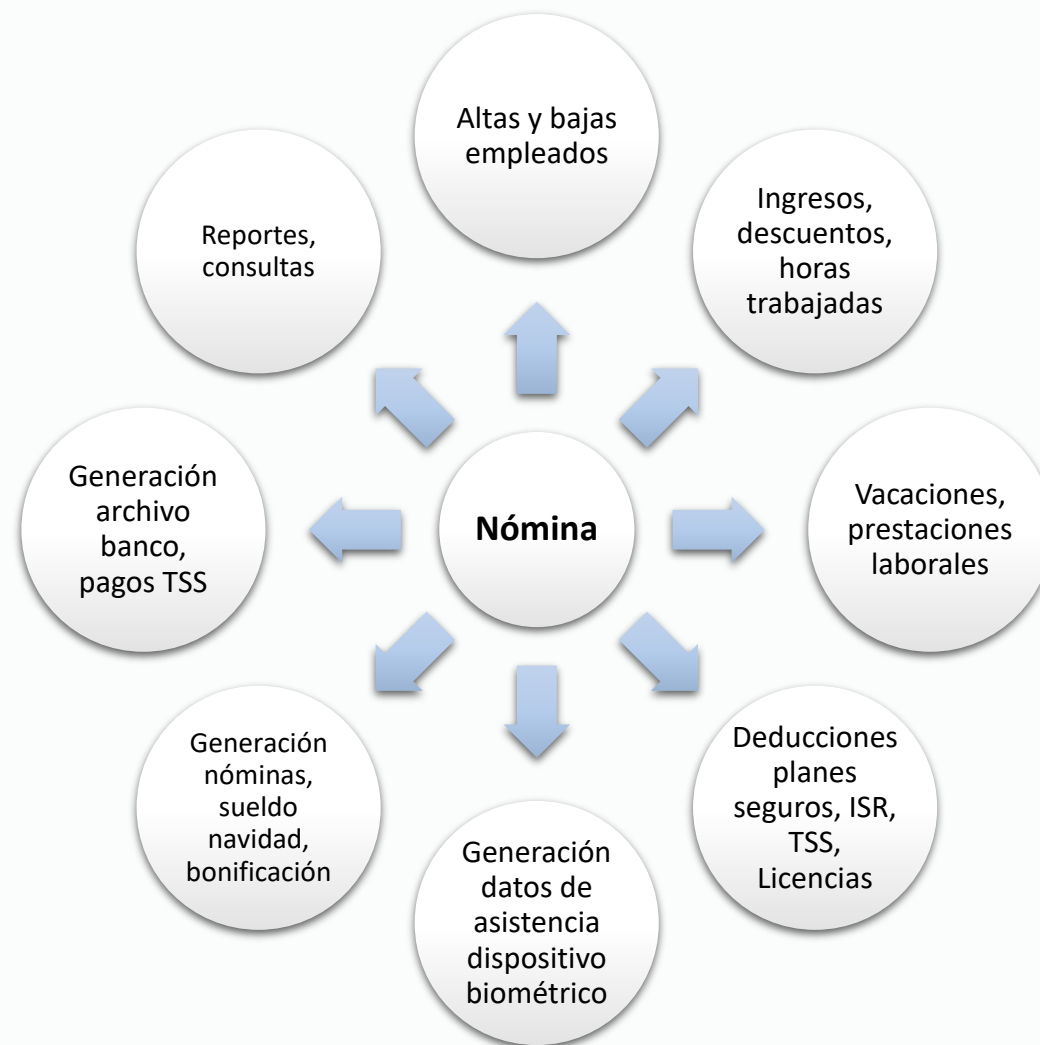 Altas y bajas
empleados
Ingresos,
descuentos,
horas
trabajadas
Vacaciones,
prestaciones
laborales
Deducciones
planes
seguros, ISR,
TSS,
Licencias
Generación
datos de
asistencia
dispositivo
biométrico
Generación
nóminas,
sueldo
navidad,
bonificación
Generación
archivo
banco,
pagos TSS
Reportes,
consultas
Nómina